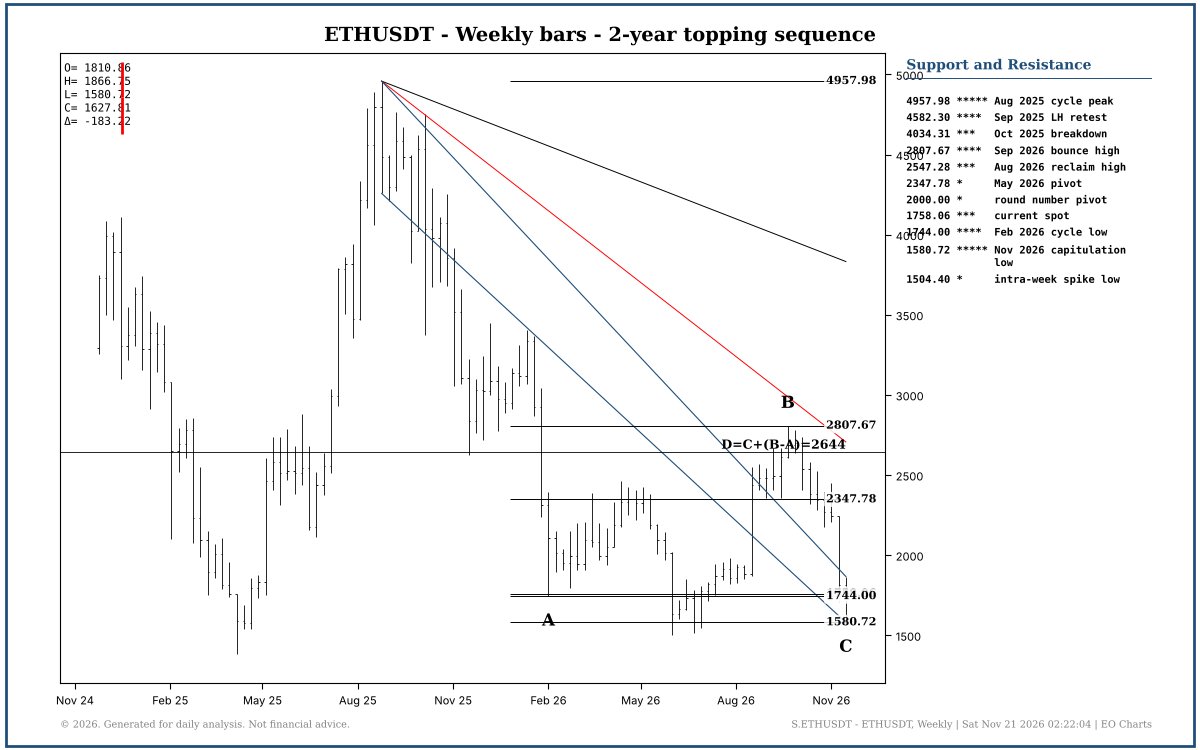 ETHUSDT - Weekly bars - 2-year topping sequence
O= 1810.86
H= 1866.75
L= 1580.72
C= 1627.81
Δ= -183.22
4957.98
B
2807.67
D=C+(B-A)=2644
2347.78
1744.00
1580.72
A
C
5000
4500
4000
3500
3000
2500
2000
1500
Nov 24
Feb 25
May 25
Aug 25
Nov 25
Feb 26
May 26
Aug 26
Nov 26
Support and Resistance
4957.98 ***** Aug 2025 cycle peak
4582.30 **** Sep 2025 LH retest
4034.31 *** Oct 2025 breakdown
2807.67 **** Sep 2026 bounce high
2547.28 *** Aug 2026 reclaim high
2347.78 * May 2026 pivot
2000.00 * round number pivot
1758.06 *** current spot
1744.00 **** Feb 2026 cycle low
1580.72 ***** Nov 2026 capitulation
low
1504.40 * intra-week spike low
© 2026. Generated for daily analysis. Not financial advice.
S.ETHUSDT - ETHUSDT, Weekly | Sat Nov 21 2026 02:22:04 | EO Charts